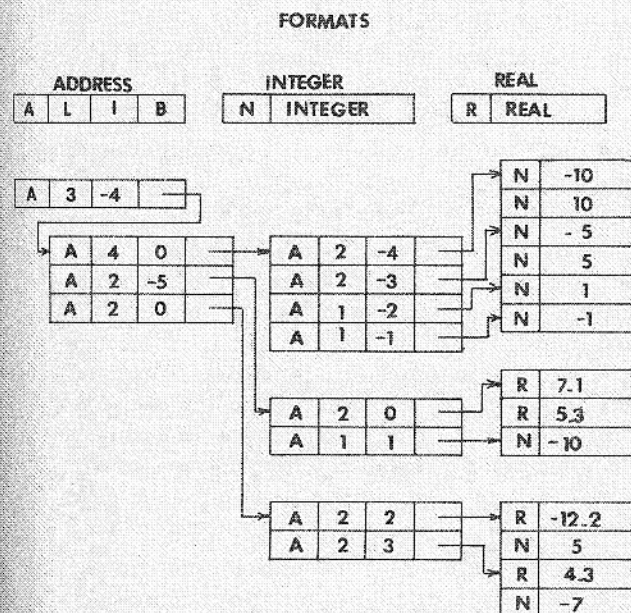 FORMATS
ADDRESS INTEGER REAL
A L I B N INTEGER R REAL
A 3 -4
A 4 0
A 2 -5
A 2 0
A 2 -4
A 2 -3
A 1 -2
A 1 -1
N -10
N 10
N - 5
N 5
N 1
N -1
A 2 0
A 1 1
R 7.1
R 5.3
N -10
A 2 2
A 2 3
R -12.2
N 5
R 4.3
N -7